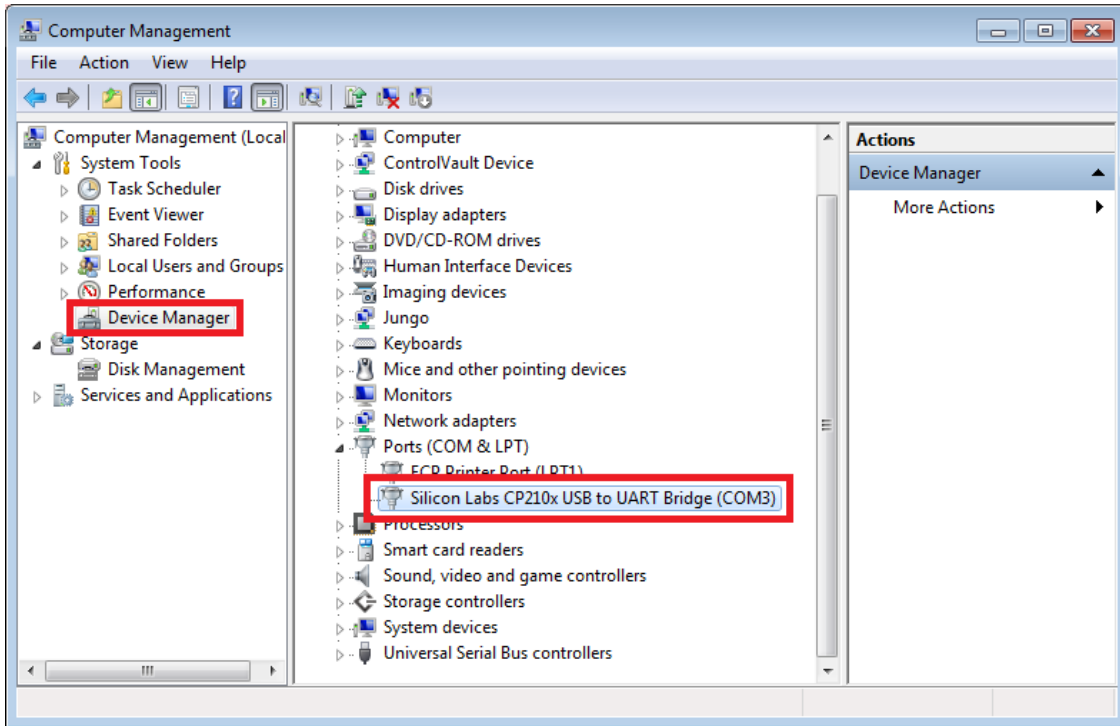 Computer Management
File Action View Help
Computer Management (Local
System Tools
Task Scheduler
Event Viewer
Shared Folders
Local Users and Groups
Performance
Device Manager
Storage
Disk Management
Services and Applications
Computer
ControlVault Device
Disk drives
Display adapters
DVD/CD-ROM drives
Human Interface Devices
Imaging devices
Jungo
Keyboards
Mice and other pointing devices
Monitors
Network adapters
Ports (COM & LPT)
ECP Printer Port (LPT1)
Silicon Labs CP210x USB to UART Bridge (COM3)
Processors
Smart card readers
Sound, video and game controllers
Storage controllers
System devices
Universal Serial Bus controllers
Actions
Device Manager
More Actions